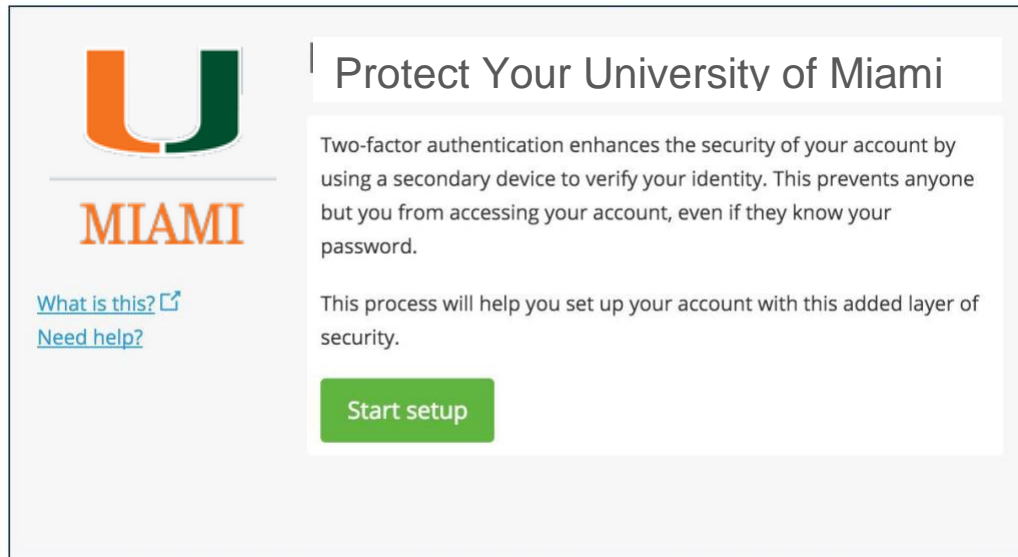 Protect Your University of Miami
Two-factor authentication enhances the security of your account by
using a secondary device to verify your identity. This prevents anyone
but you from accessing your account, even if they know your
password.
This process will help you set up your account with this added layer of
security.
Start setup
U
MIAMI
What is this?
Need help?